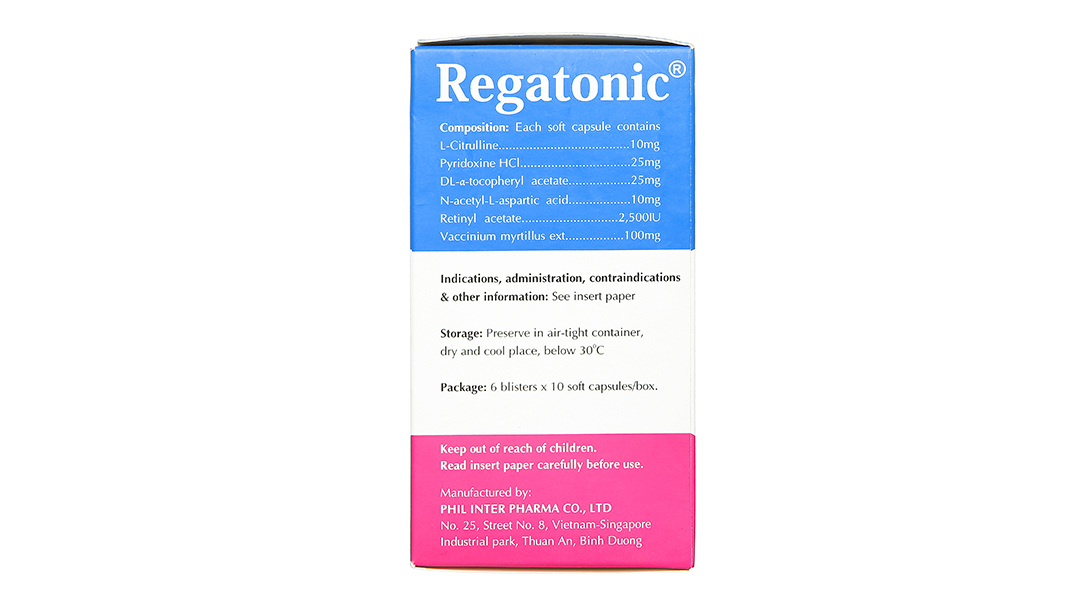 Regatonic®
Composition: Each soft capsule contains
L-Citrulline....................................10mg
Pyridoxine HCl..............................25mg
DL-α-tocopheryl acetate.................25mg
N-acetyl-L-aspartic acid.................10mg
Retinyl acetate...........................2,500IU
Vaccinium myrtillus ext.................100mg
Indications, administration, contraindications
& other information: See insert paper
Storage: Preserve in air-tight container,
dry and cool place, below 30°C
Package: 6 blisters x 10 soft capsules/box.
Keep out of reach of children.
Read insert paper carefully before use.
Manufactured by:
PHIL INTER PHARMA CO., LTD
No. 25, Street No. 8, Vietnam-Singapore
Industrial park, Thuan An, Binh Duong